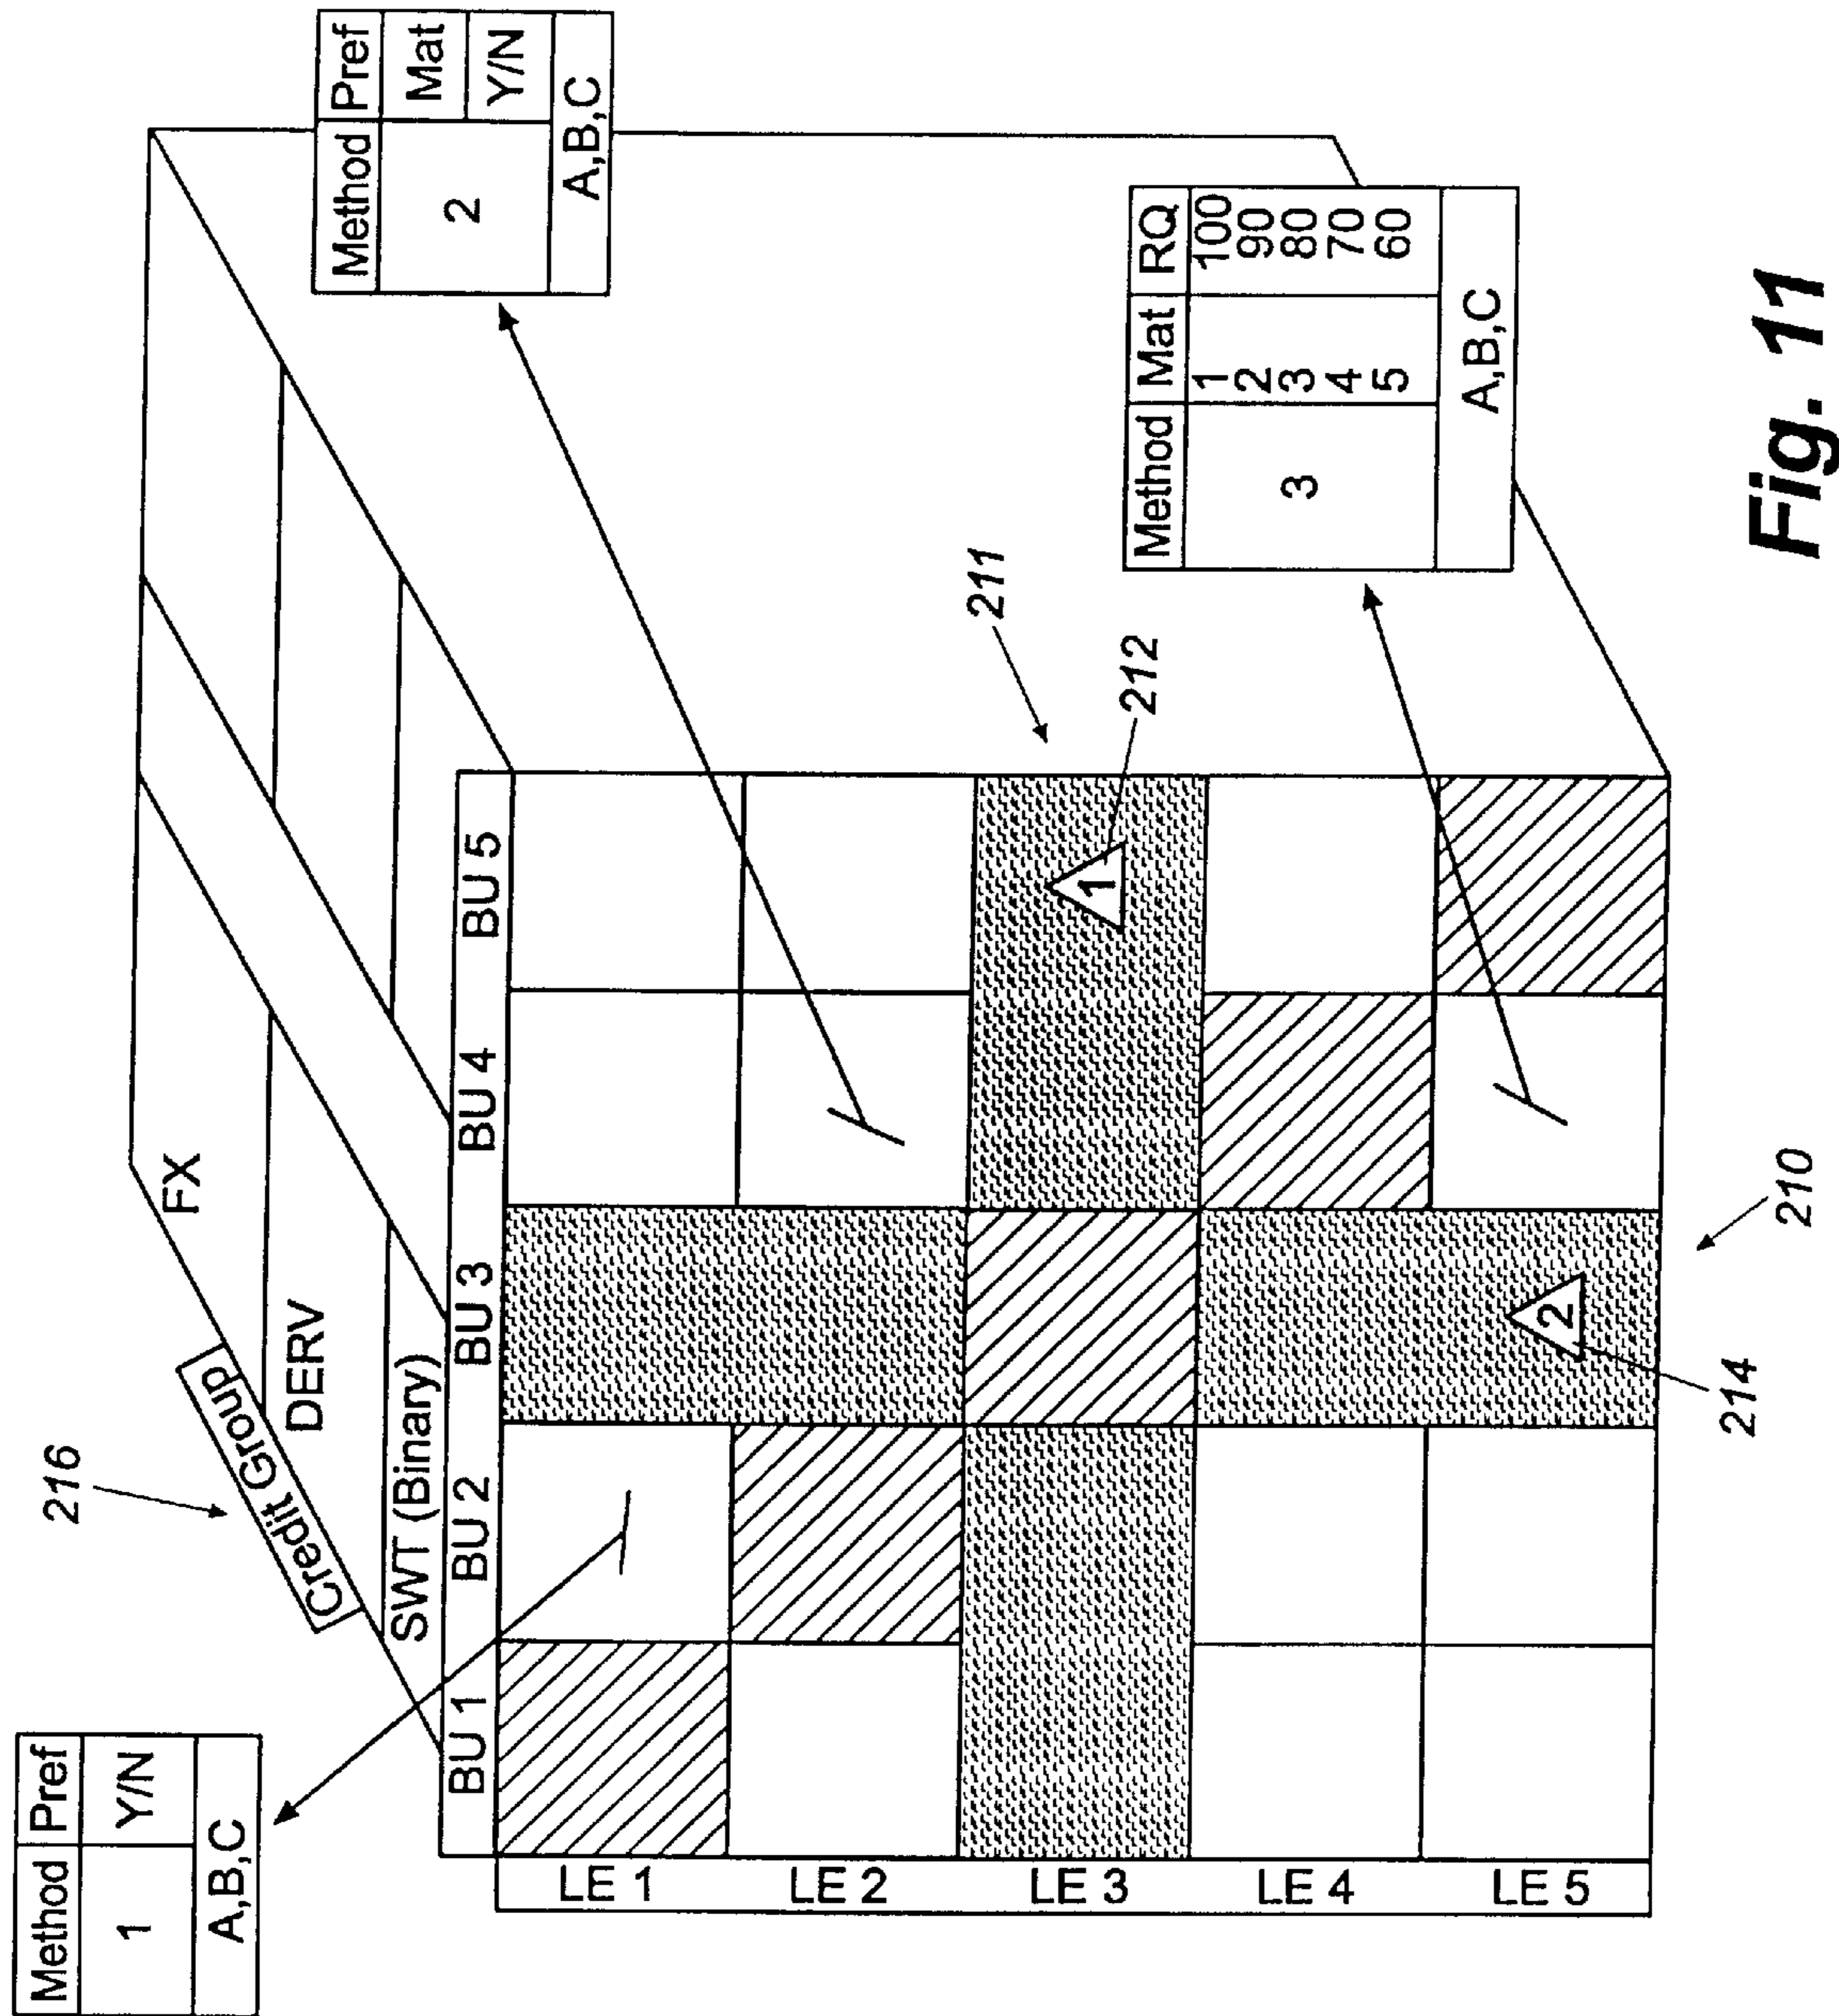 Method Pref
1 Y/N
A,B,C
216
Credit Group
FX
DERV
SWT (Binary)
BU 1 BU 2 BU 3 BU 4 BU 5
LE 1
LE 2
LE 3
LE 4
LE 5
1
2
211
212
214
210
Method Pref
2 Mat
Y/N
A,B,C
Method Mat RQ
1 100
2 90
3 3 80
4 70
5 60
A,B,C
Fig. 11